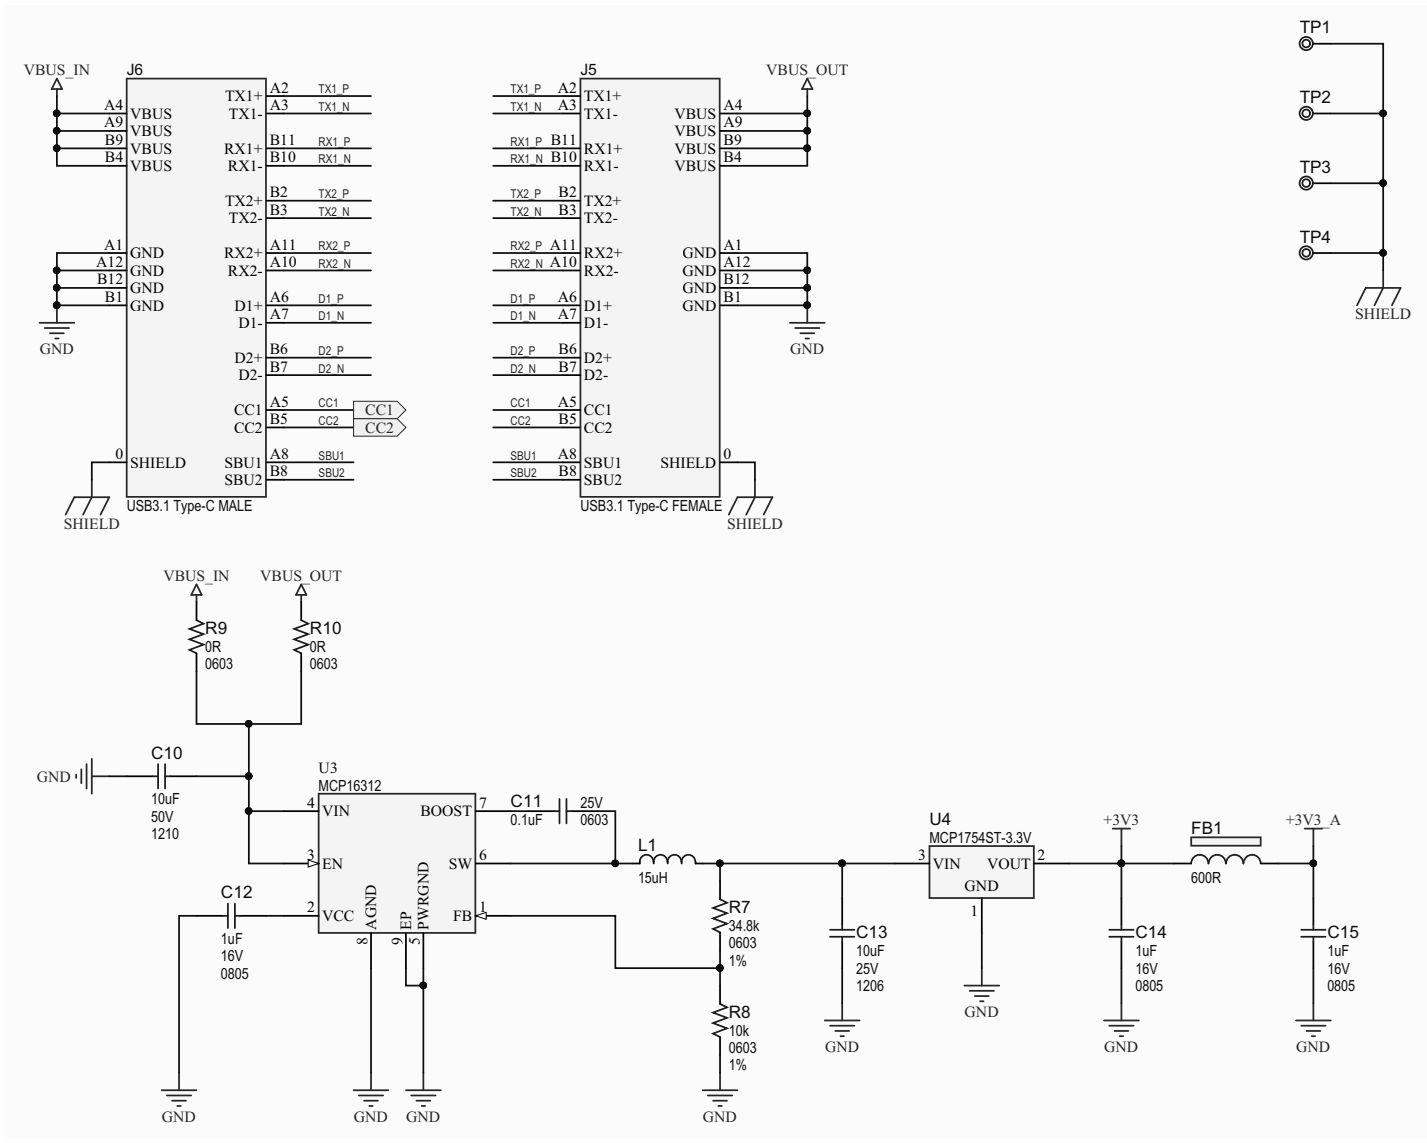 J6
VBUS_IN
A4 VBUS
A9 VBUS
B9 VBUS
B4 VBUS
A1 GND
A12 GND
B12 GND
B1 GND
GND
0 SHIELD
SHIELD
TX1+ A2 TX1_P
TX1- A3 TX1_N
RX1+ B11 RX1_P
RX1- B10 RX1_N
TX2+ B2 TX2_P
TX2- B3 TX2_N
RX2+ A11 RX2_P
RX2- A10 RX2_N
D1+ A6 D1_P
D1- A7 D1_N
D2+ B6 D2_P
D2- B7 D2_N
CC1 A5 CC1 CC1
CC2 B5 CC2 CC2
SBU1 A8 SBU1
SBU2 B8 SBU2
USB3.1 Type-C MALE
J5
TX1_P A2 TX1+
TX1_N A3 TX1-
RX1_P B11 RX1+
RX1_N B10 RX1-
TX2_P B2 TX2+
TX2_N B3 TX2-
RX2_P A11 RX2+
RX2_N A10 RX2-
D1_P A6 D1+
D1_N A7 D1-
D2_P B6 D2+
D2_N B7 D2-
CC1 A5 CC1
CC2 B5 CC2
SBU1 A8 SBU1
SBU2 B8 SBU2
VBUS_OUT
VBUS A4
VBUS A9
VBUS B9
VBUS B4
GND A1
GND A12
GND B12
GND B1
GND
SHIELD 0
SHIELD
USB3.1 Type-C FEMALE
TP1
TP2
TP3
TP4
SHIELD
VBUS_IN
VBUS_OUT
R9
0R
0603
R10
0R
0603
GND
C10
10uF
50V
1210
U3
MCP16312
4 VIN
3 EN
2 VCC
8 AGND
9 EP
5 PWRGND
BOOST 7
SW 6
FB 1
C12
1uF
16V
0805
GND
GND
GND
C11
0.1uF
25V
0603
L1
15uH
R7
34.8k
0603
1%
R8
10k
0603
1%
GND
C13
10uF
25V
1206
GND
U4
MCP1754ST-3.3V
3 VIN
VOUT 2
GND
1
GND
+3V3
C14
1uF
16V
0805
GND
FB1
600R
+3V3_A
C15
1uF
16V
0805
GND